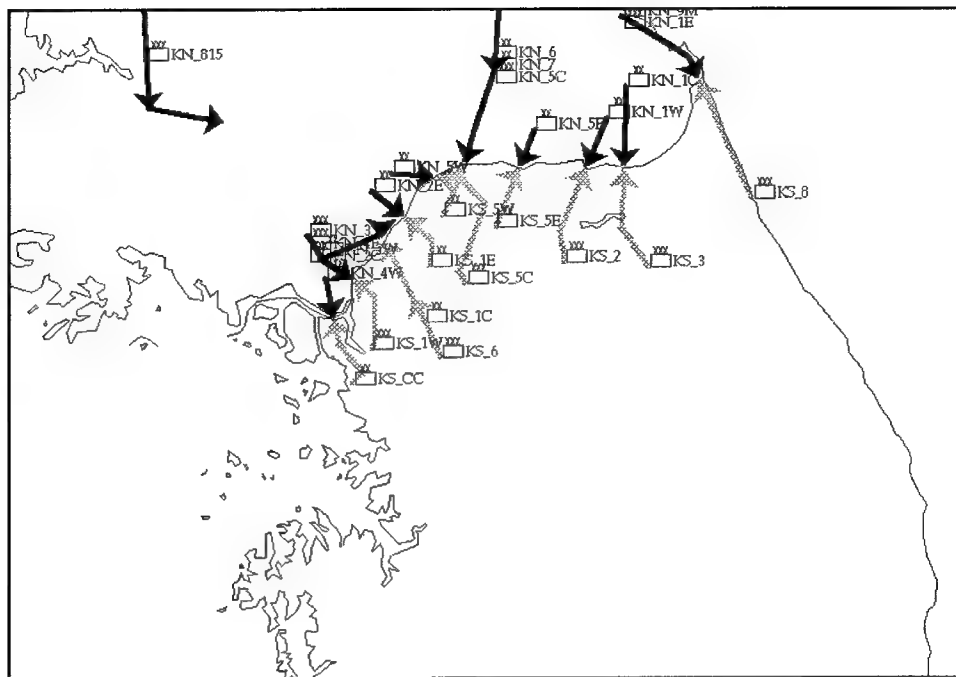 KN_9M
KN_1E
KN_815
KN_6
KN_7
KN_5C
KN_1C
KN_1W
KN_5E
KN_5W
KN_2E
KS_8
KS_5W
KS_5E
KN_3
KS_2
KS_3
KS_1E
KS_5C
KN_4W
KS_1C
KS_1W
KS_6
KS_CC